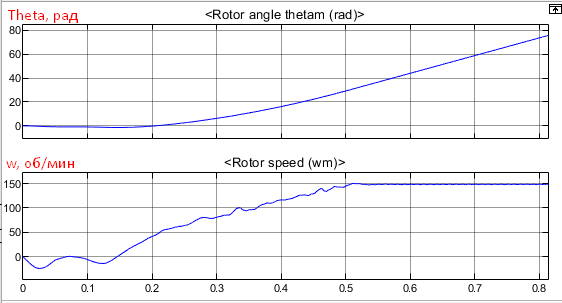 <Rotor angle thetam (rad)>
Theta, рад
80
60
40
20
0
<Rotor speed (wm)>
w, об/мин
150
100
50
0
0 0.1 0.2 0.3 0.4 0.5 0.6 0.7 0.8